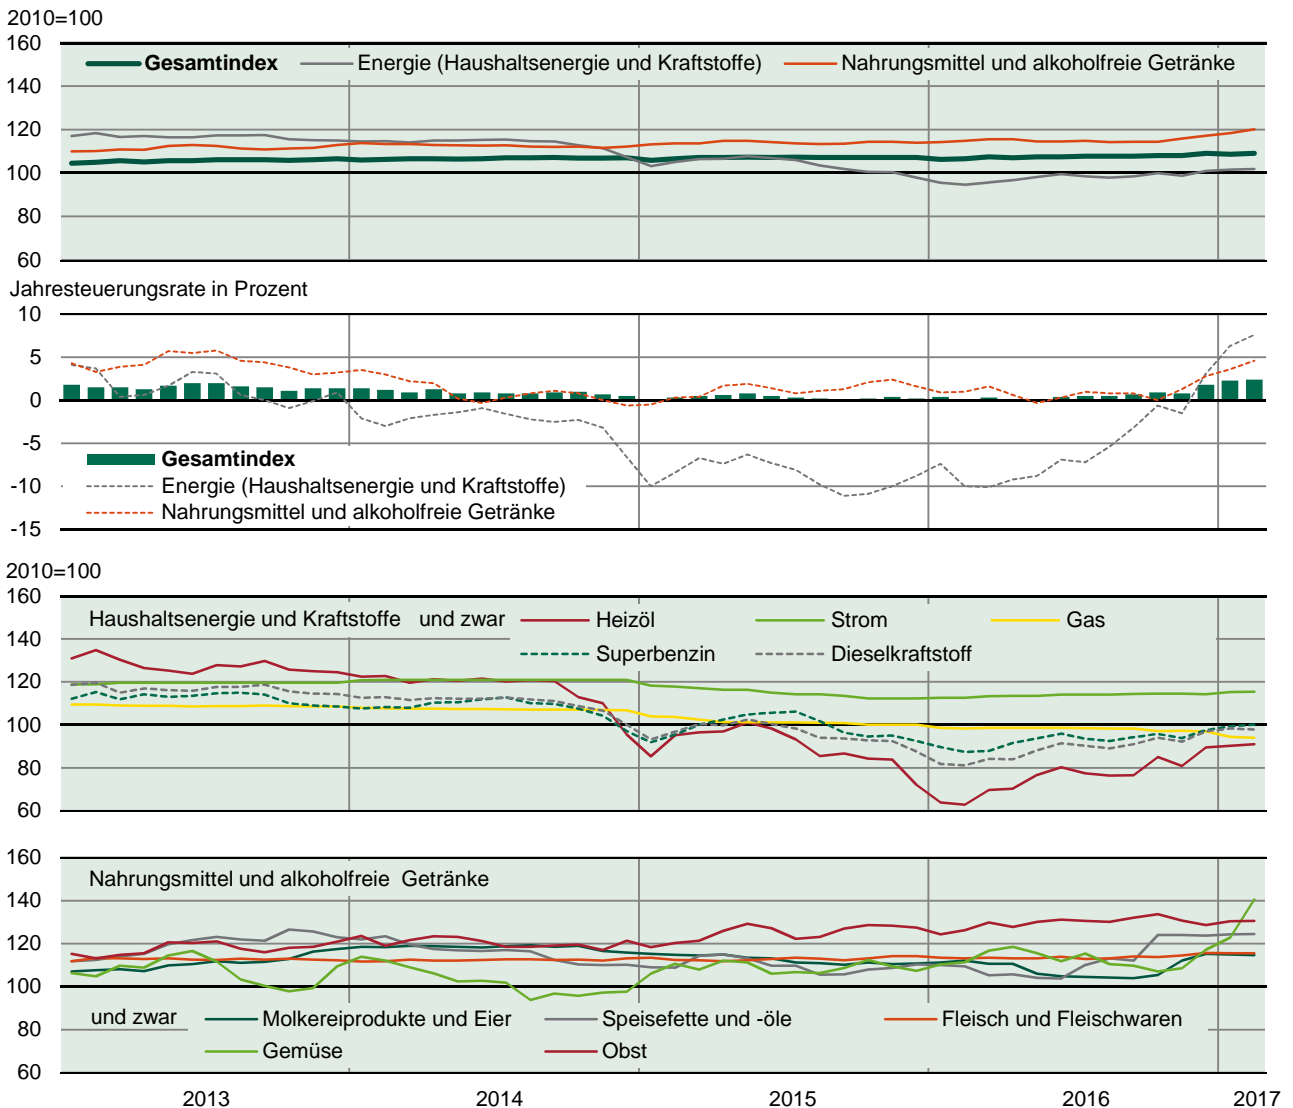 2010=100
160
Gesamtindex Energie (Haushaltsenergie und Kraftstoffe) Nahrungsmittel und alkoholfreie Getränke
140
120
100
80
60
Jahresteuerungsrate in Prozent
10
5
0
-5
Gesamtindex
-10
Energie (Haushaltsenergie und Kraftstoffe)
Nahrungsmittel und alkoholfreie Getränke
-15
2010=100
160
Haushaltsenergie und Kraftstoffe und zwar Heizöl Strom Gas
140
Superbenzin Dieselkraftstoff
120
100
80
60
160
Nahrungsmittel und alkoholfreie Getränke
140
120
100
und zwar Molkereiprodukte und Eier Speisefette und -öle Fleisch und Fleischwaren
80
Gemüse Obst
60
2013 2014 2015 2016 2017